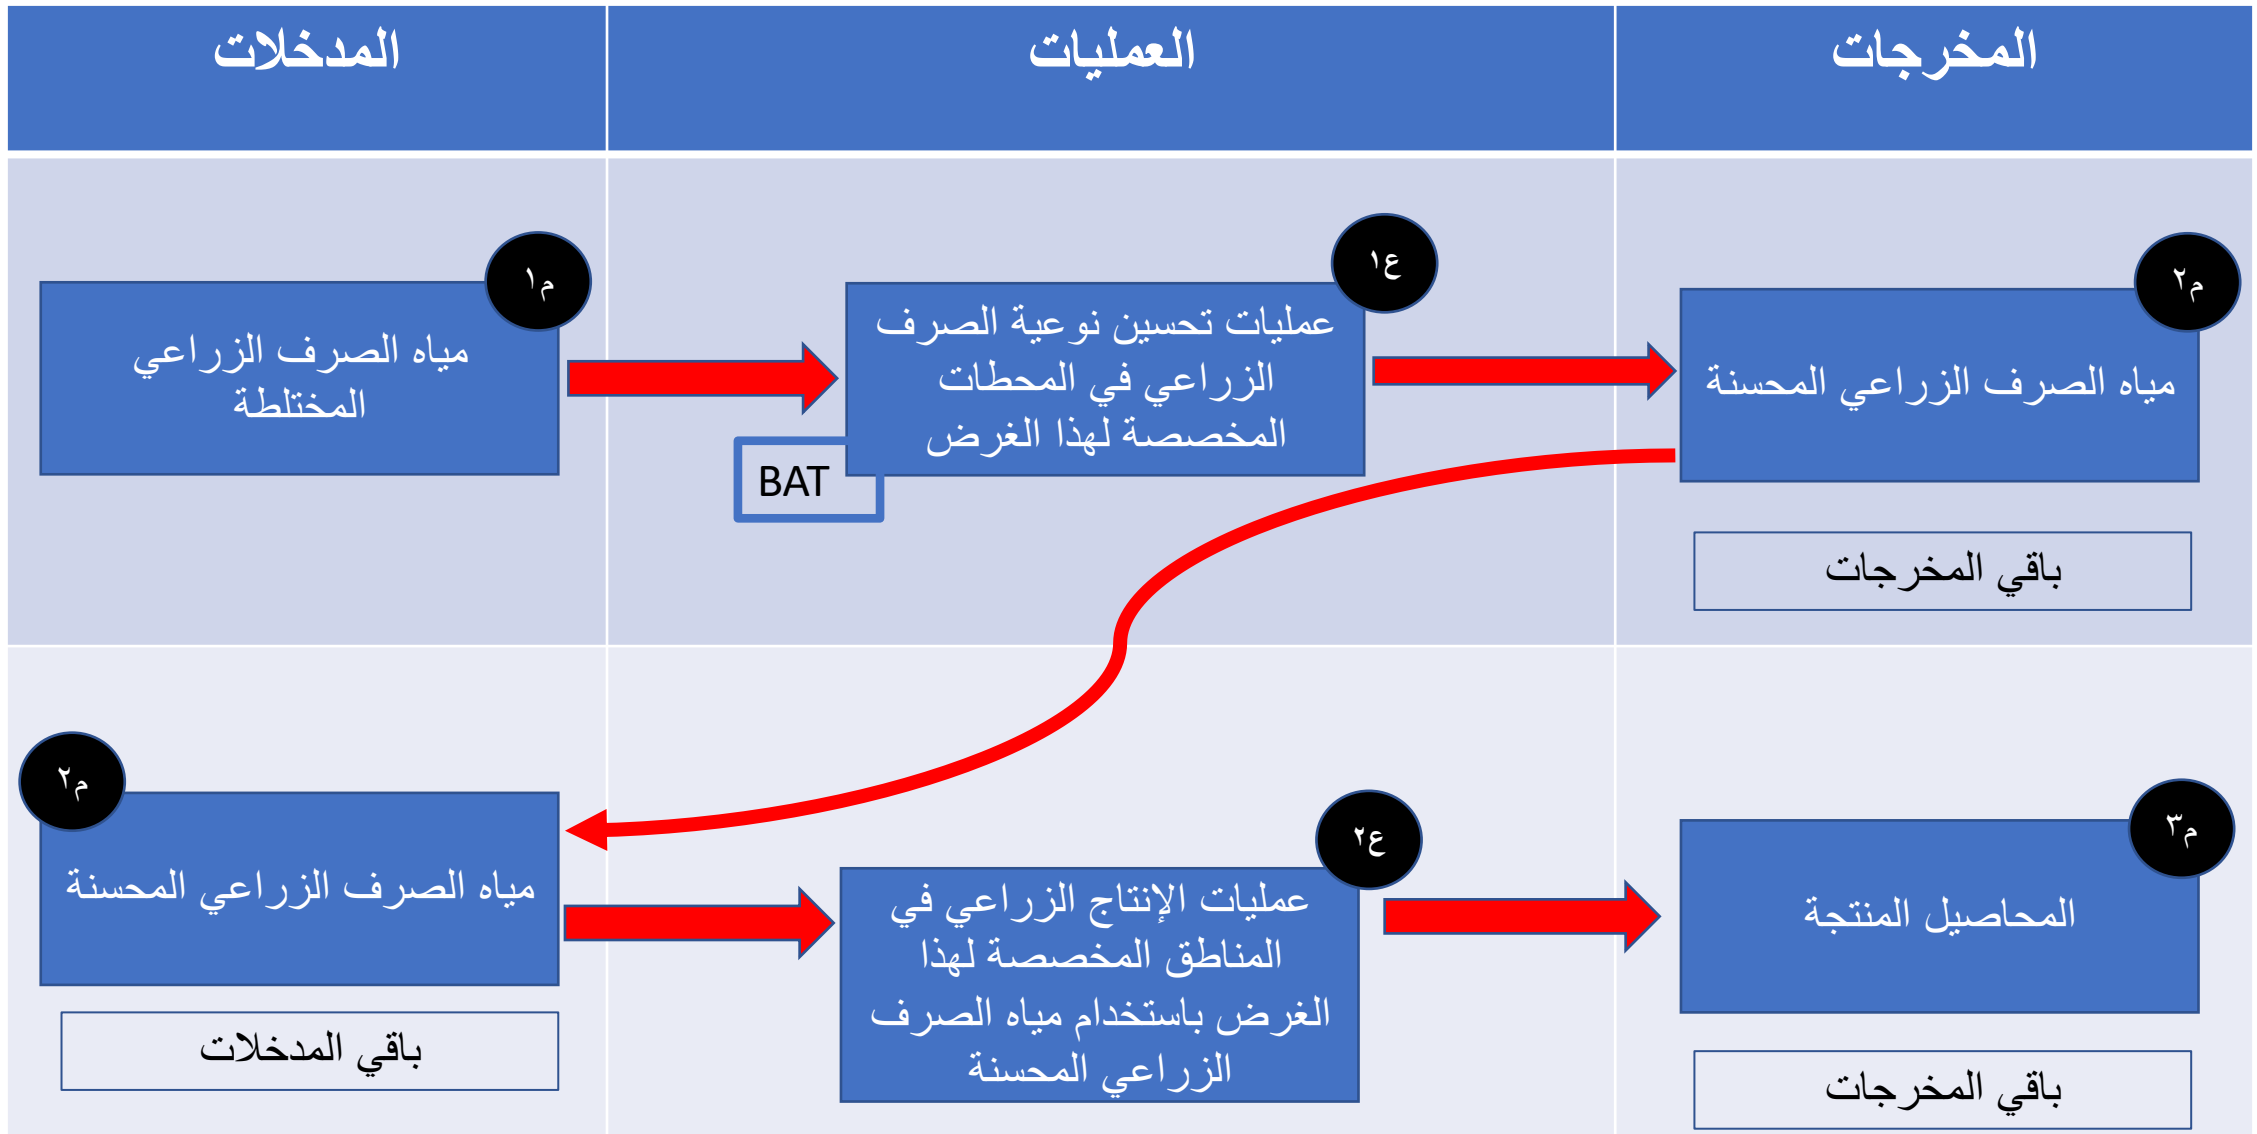 المدخلات
العمليات
المخرجات
م١
مياه الصرف الزراعي
المختلطة
ع١
عمليات تحسين نوعية الصرف
الزراعي في المحطات
المخصصة لهذا الغرض
BAT
م٢
مياه الصرف الزراعي المحسنة
باقي المخرجات
م٢
مياه الصرف الزراعي المحسنة
باقي المدخلات
ع٢
عمليات الإنتاج الزراعي في
المناطق المخصصة لهذا
الغرض باستخدام مياه الصرف
الزراعي المحسنة
م٣
المحاصيل المنتجة
باقي المخرجات